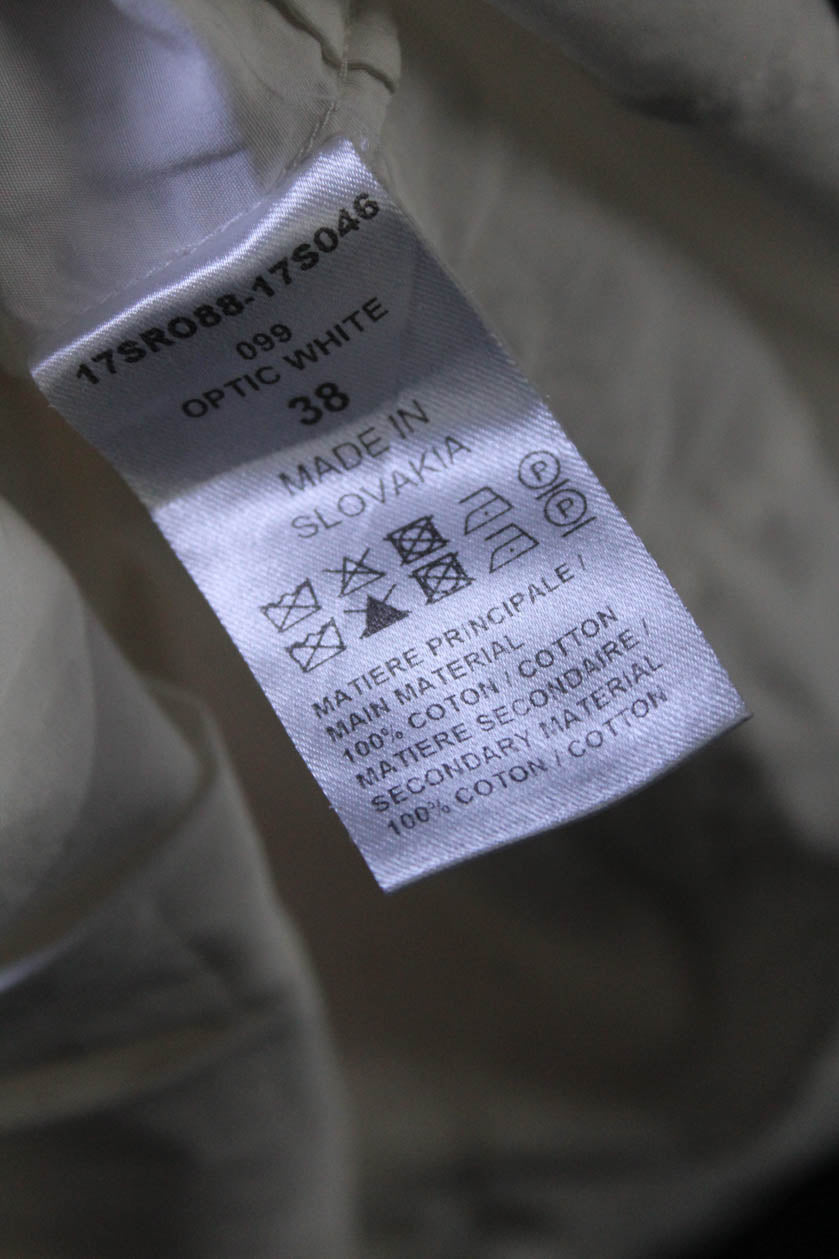 17SRO88-17S046
099
OPTIC WHITE
38
MADE IN
SLOVAKIA
P
P
MATIERE PRINCIPALE /
MAIN MATERIAL
100% COTON / COTTON
MATIERE SECONDAIRE /
SECONDARY MATERIAL
100% COTON / COTTON